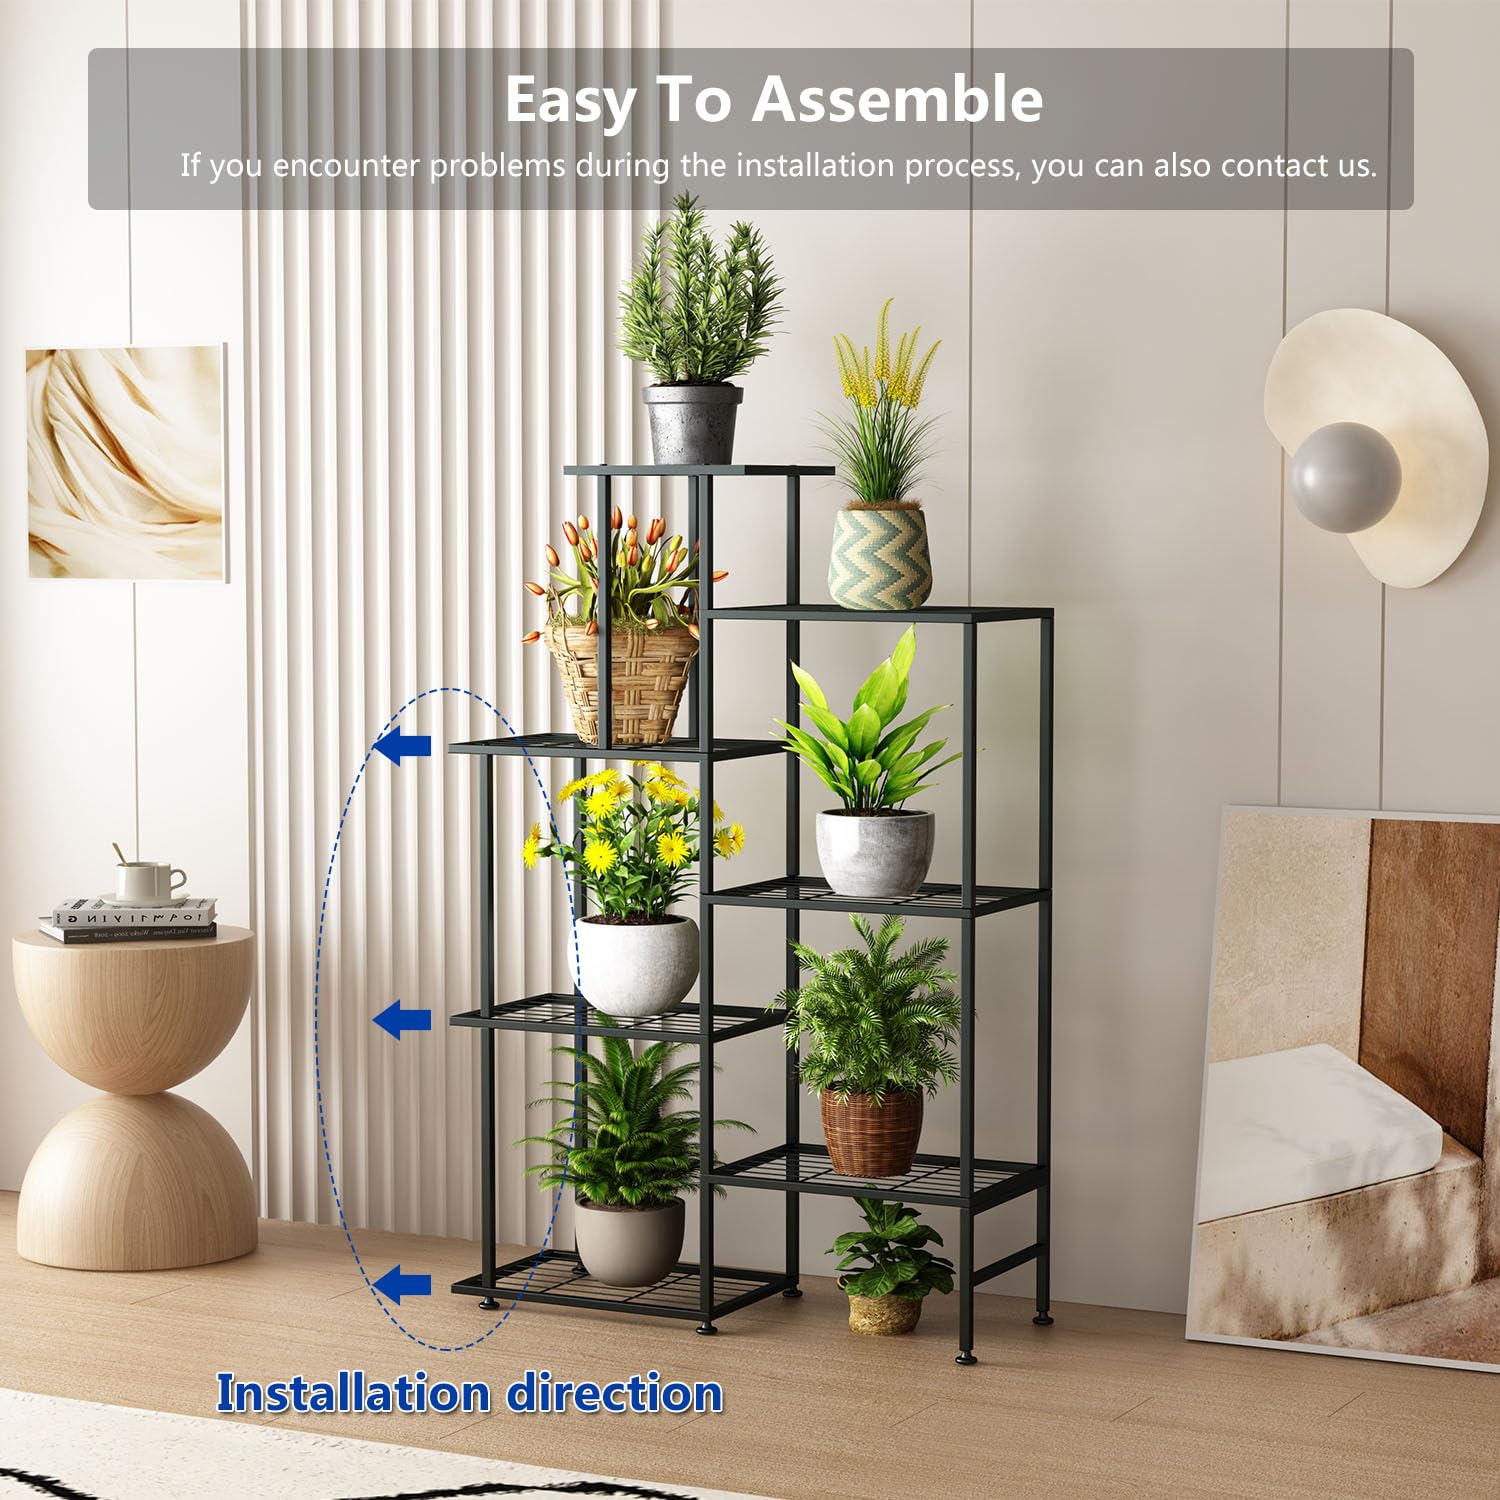 Easy To Assemble
If you encounter problems during the installation process, you can also contact us.
Installation direction